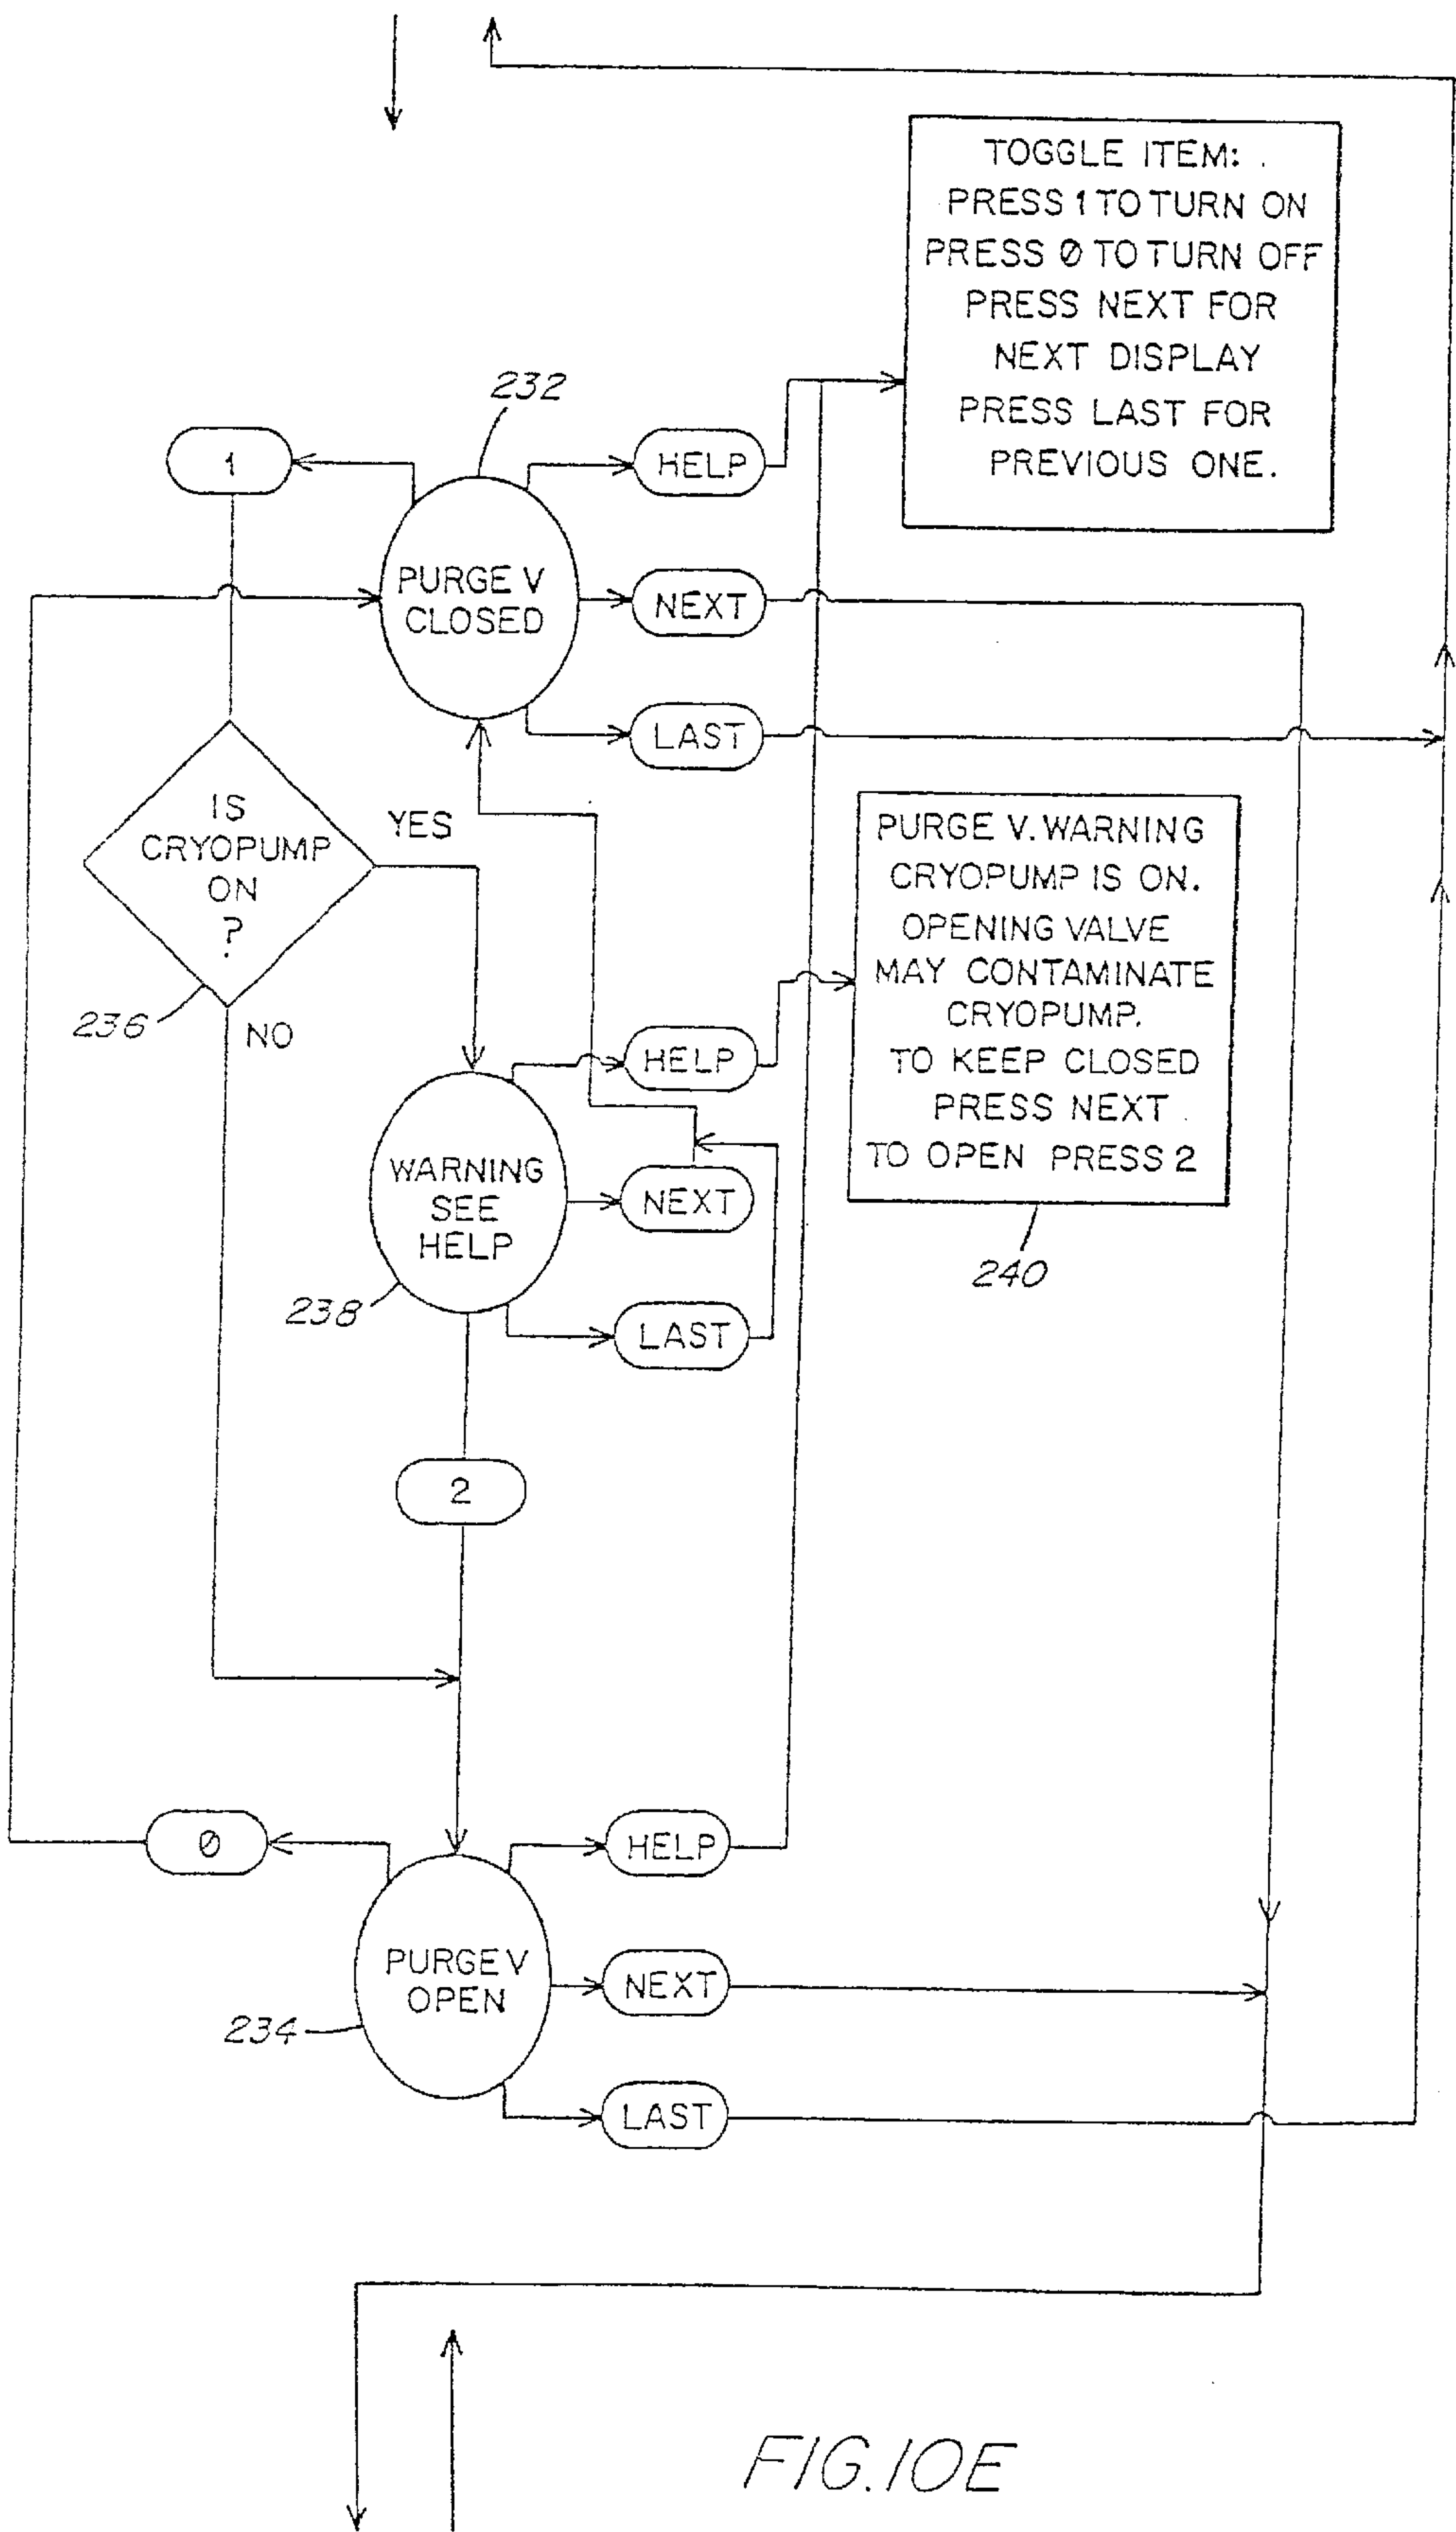 TOGGLE ITEM:
PRESS 1 TO TURN ON
PRESS 0 TO TURN OFF
PRESS NEXT FOR
NEXT DISPLAY
PRESS LAST FOR
PREVIOUS ONE.
232
1
HELP
PURGE V
CLOSED
NEXT
LAST
IS
CRYOPUMP
ON
?
YES
236
NO
PURGE V. WARNING
CRYOPUMP IS ON.
OPENING VALVE
MAY CONTAMINATE
CRYOPUMP.
TO KEEP CLOSED
PRESS NEXT
TO OPEN PRESS 2
240
HELP
WARNING
SEE
HELP
NEXT
238
LAST
2
0
HELP
PURGE V
OPEN
NEXT
234
LAST
FIG. 10E